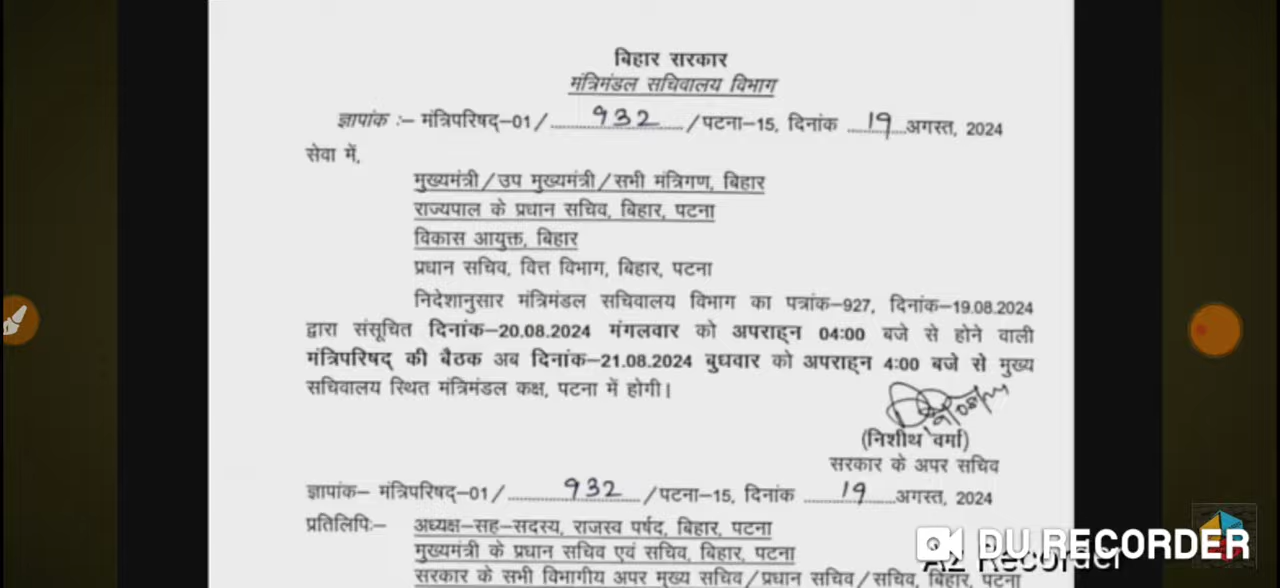 बिहार सरकार
मंत्रिमंडल सचिवालय विभाग
ज्ञापांक :– मंत्रिपरिषद्–01 / 932 / पटना–15, दिनांक 19 अगस्त, 2024
सेवा में,
मुख्यमंत्री / उप मुख्यमंत्री / सभी मंत्रिगण, बिहार
राज्यपाल के प्रधान सचिव, बिहार, पटना
विकास आयुक्त, बिहार
प्रधान सचिव, वित्त विभाग, बिहार, पटना
निदेशानुसार मंत्रिमंडल सचिवालय विभाग का पत्रांक–927, दिनांक–19.08.2024
द्वारा संसूचित दिनांक–20.08.2024 मंगलवार को अपराह्न 04:00 बजे से होने वाली
मंत्रिपरिषद् की बैठक अब दिनांक–21.08.2024 बुधवार को अपराह्न 4:00 बजे से मुख्य
सचिवालय स्थित मंत्रिमंडल कक्ष, पटना में होगी।
(निशीथ वर्मा)
सरकार के अपर सचिव
ज्ञापांक– मंत्रिपरिषद्–01 / 932 / पटना–15, दिनांक 19 अगस्त, 2024
प्रतिलिपिः– अध्यक्ष–सह–सदस्य, राजस्व पर्षद, बिहार, पटना
मुख्यमंत्री के प्रधान सचिव एवं सचिव, बिहार, पटना
सरकार के सभी विभागीय अपर मुख्य सचिव / प्रधान सचिव / सचिव, बिहार, पटना
DU RECORDER
AZ Recorder